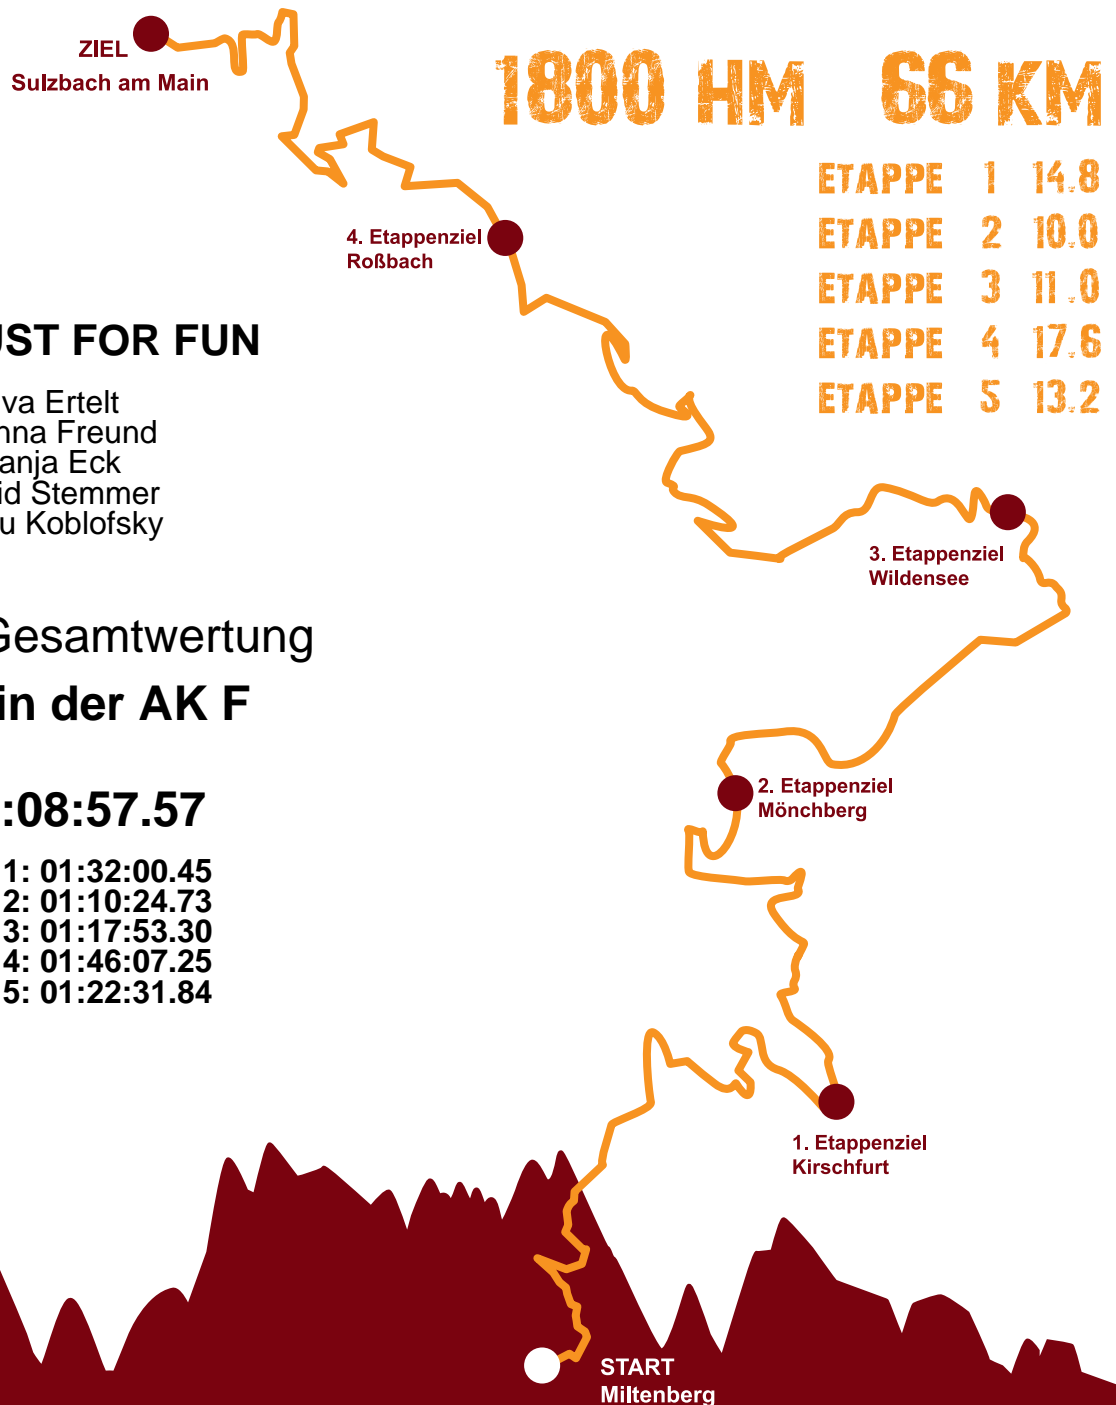 ZIEL
Sulzbach am Main
1800 HM 66 KM
ETAPPE 1 14.8
ETAPPE 2 10.0
ETAPPE 3 11.0
ETAPPE 4 17.6
ETAPPE 5 13.2
4. Etappenziel
Roßbach
UST FOR FUN
va Ertelt
nna Freund
anja Eck
id Stemmer
u Koblofsky
3. Etappenziel
Wildensee
Gesamtwertung
in der AK F
2. Etappenziel
Mönchberg
:08:57.57
1: 01:32:00.45
2: 01:10:24.73
3: 01:17:53.30
4: 01:46:07.25
5: 01:22:31.84
1. Etappenziel
Kirschfurt
START
Miltenberg